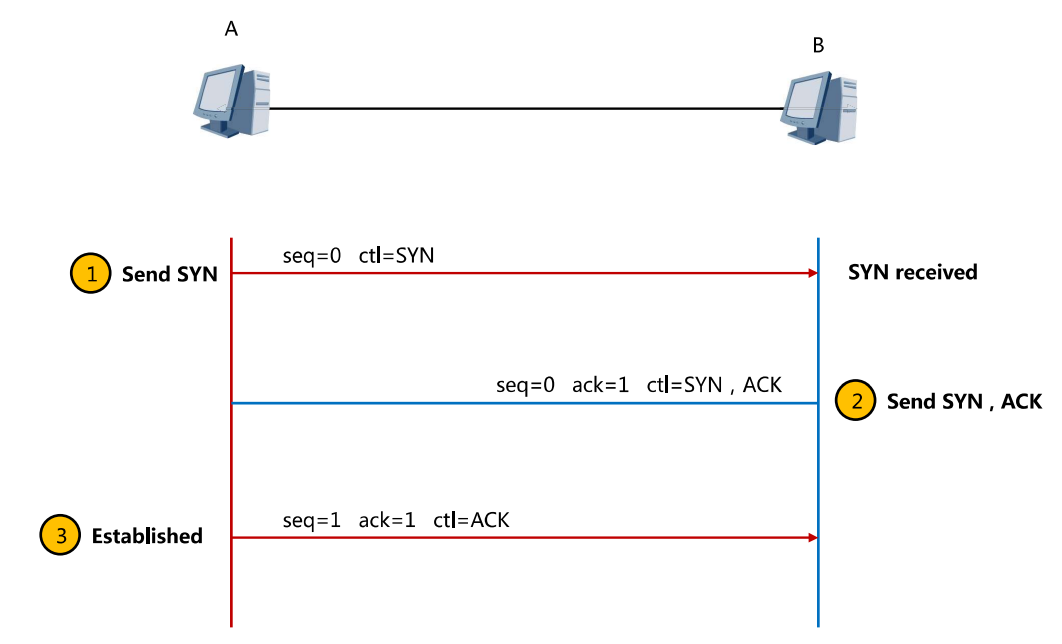 A
B
seq=0 ctl=SYN
1 Send SYN
SYN received
seq=0 ack=1 ctl=SYN , ACK
2 Send SYN , ACK
seq=1 ack=1 ctl=ACK
3 Established